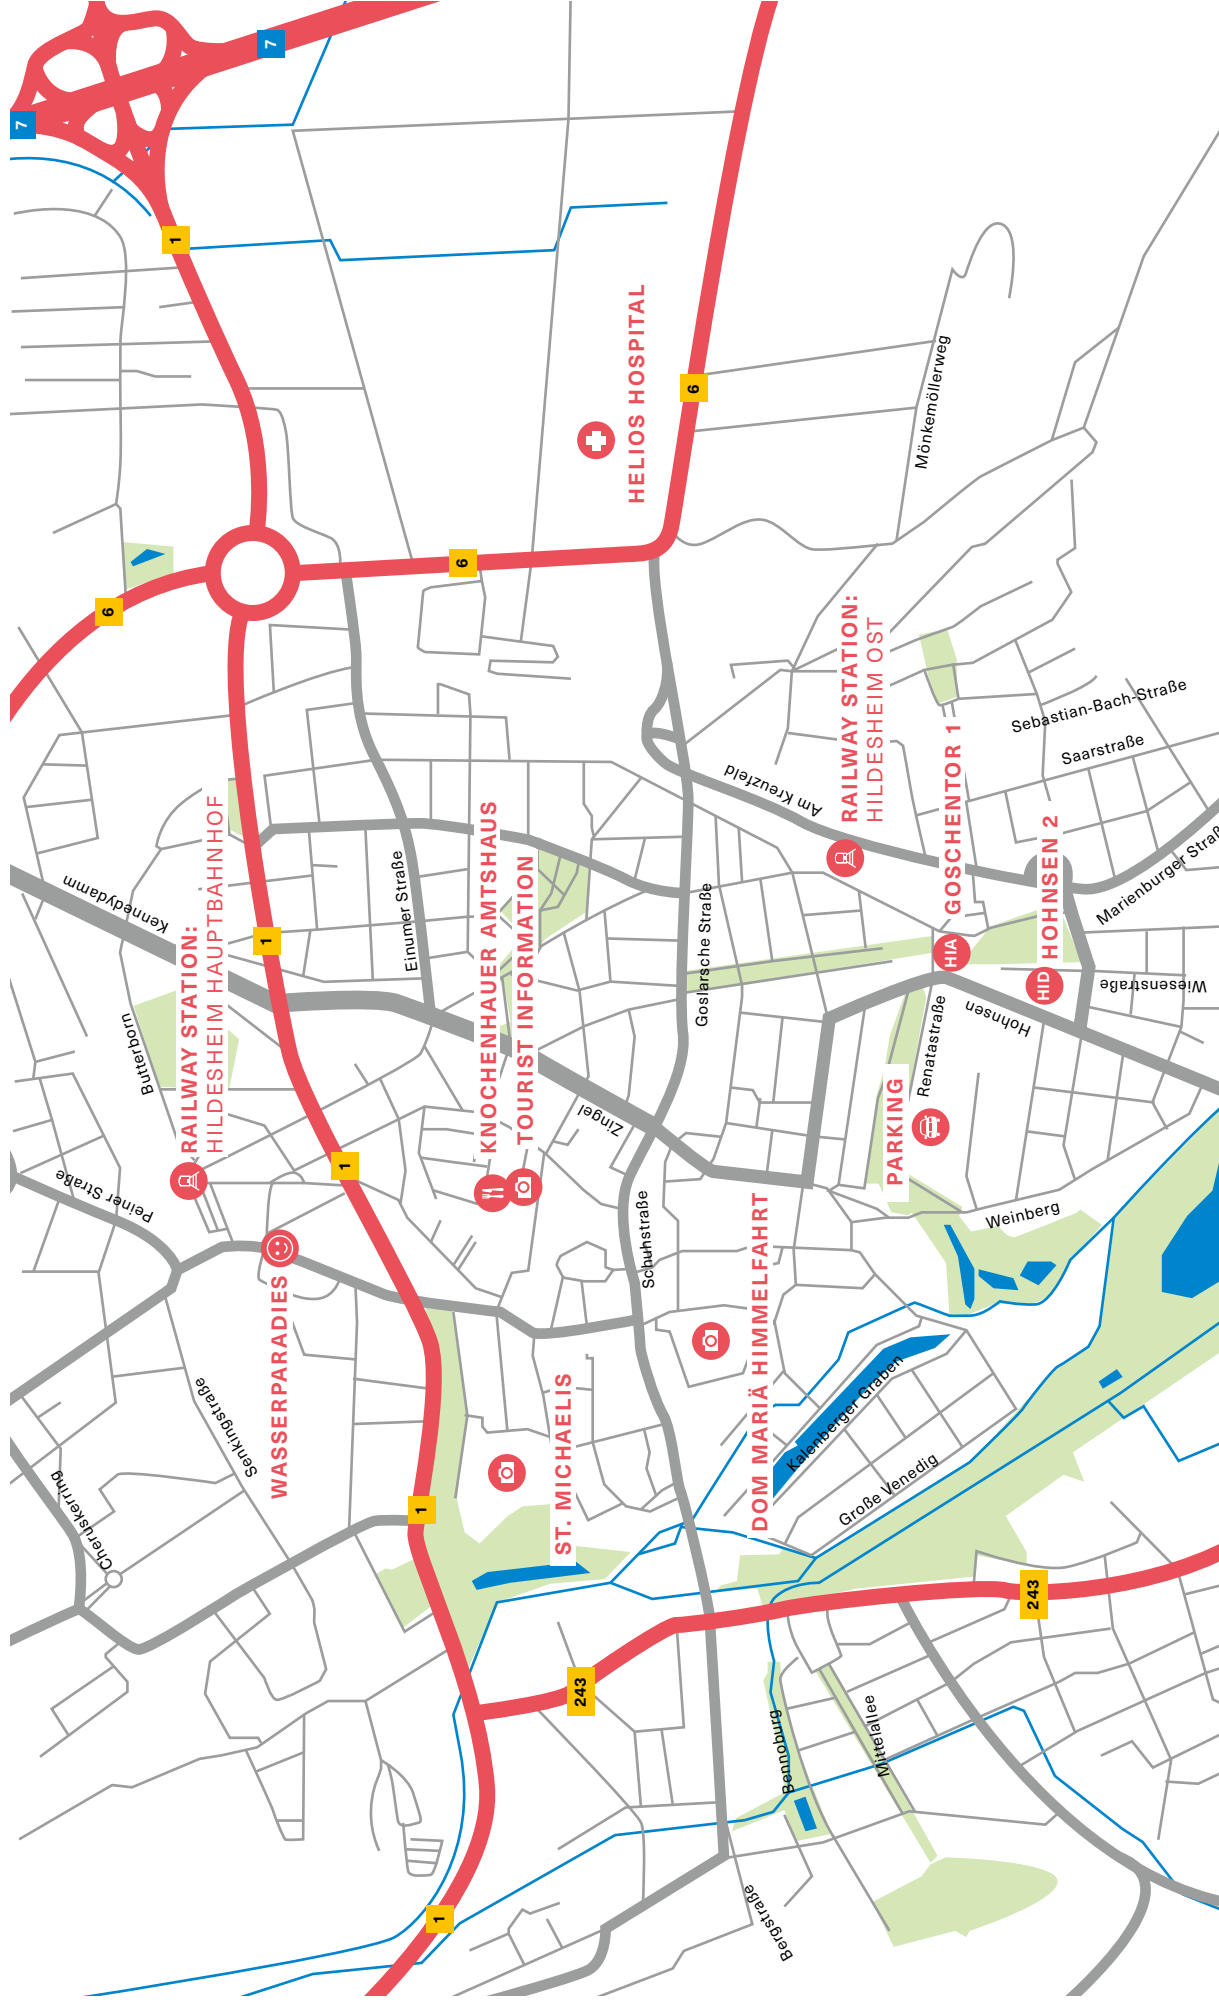 7
7
1
6
6
6
HELIOS HOSPITAL
Mönkemöllerweg
Kennedydamm
RAILWAY STATION:
HILDESHEIM HAUPTBAHNHOF
1
Einumer Straße
KNOCHENHAUER AMTSHAUS
TOURIST INFORMATION
Goslarsche Straße
Am Kreuzfeld
RAILWAY STATION:
HILDESHEIM OST
GOSCHENTOR 1
HIA
HOHNSEN 2
HID
Sebastian-Bach-Straße
Saarstraße
Marienburger Straß
Wiesenstraße
Hohnsen
Renatastraße
PARKING
Butterborn
Peiner Straße
1
Zingel
Schuhstraße
Weinberg
WASSERPARADIES
Senkingstraße
Cheruskerring
1
ST. MICHAELIS
DOM MARIÄ HIMMELFAHRT
Kalenberger Graben
Große Venedig
243
243
Bennoburg
Mittelallee
Bergstraße
1